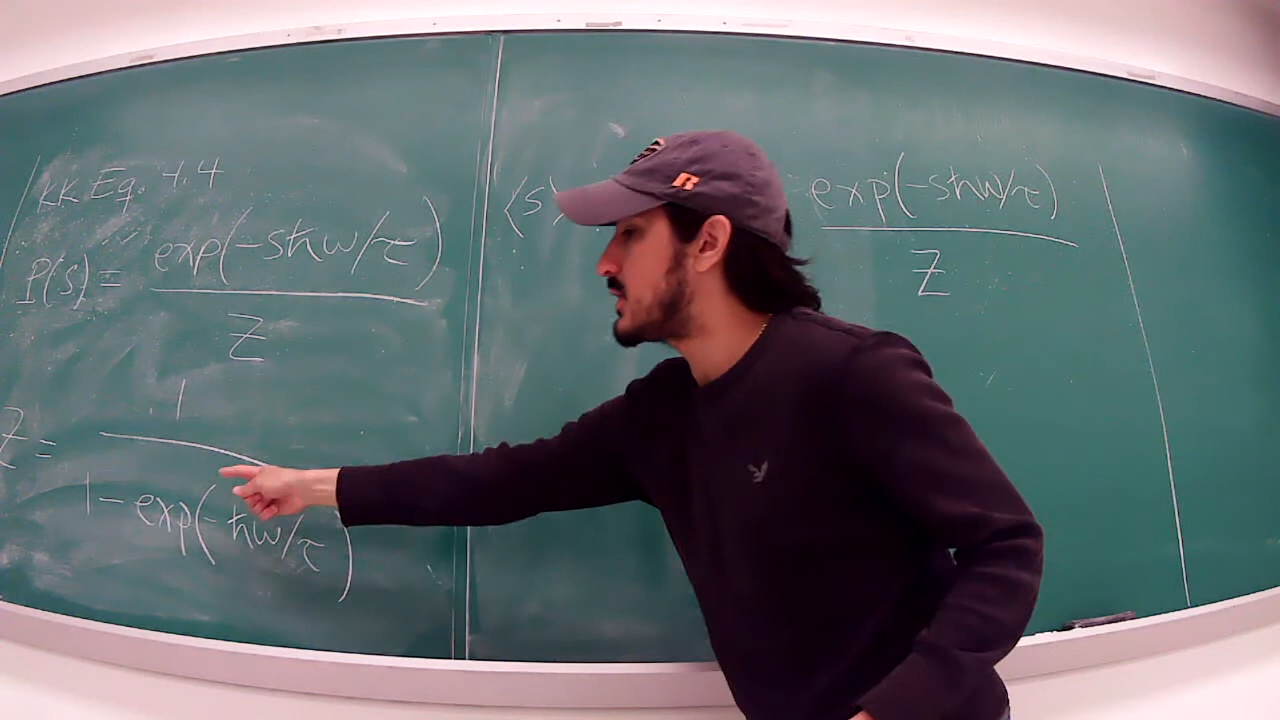 KK Eq. 4.4
P(s) = exp(-sℏω/τ) / Z
Z = 1 / 1 - exp(-ℏω/τ)
⟨s⟩
exp(-sℏω/τ) / Z
R